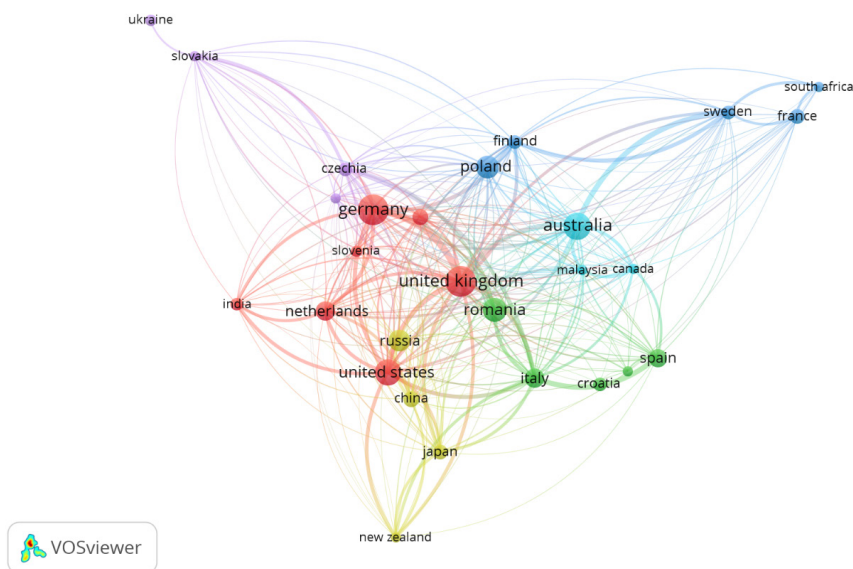 ukraine
slovakia
south africa
sweden
france
finland
poland
czechia
germany
australia
slovenia
malaysia
canada
united kingdom
india
netherlands
romania
russia
spain
united states
italy
croatia
china
japan
new zealand
VOSviewer